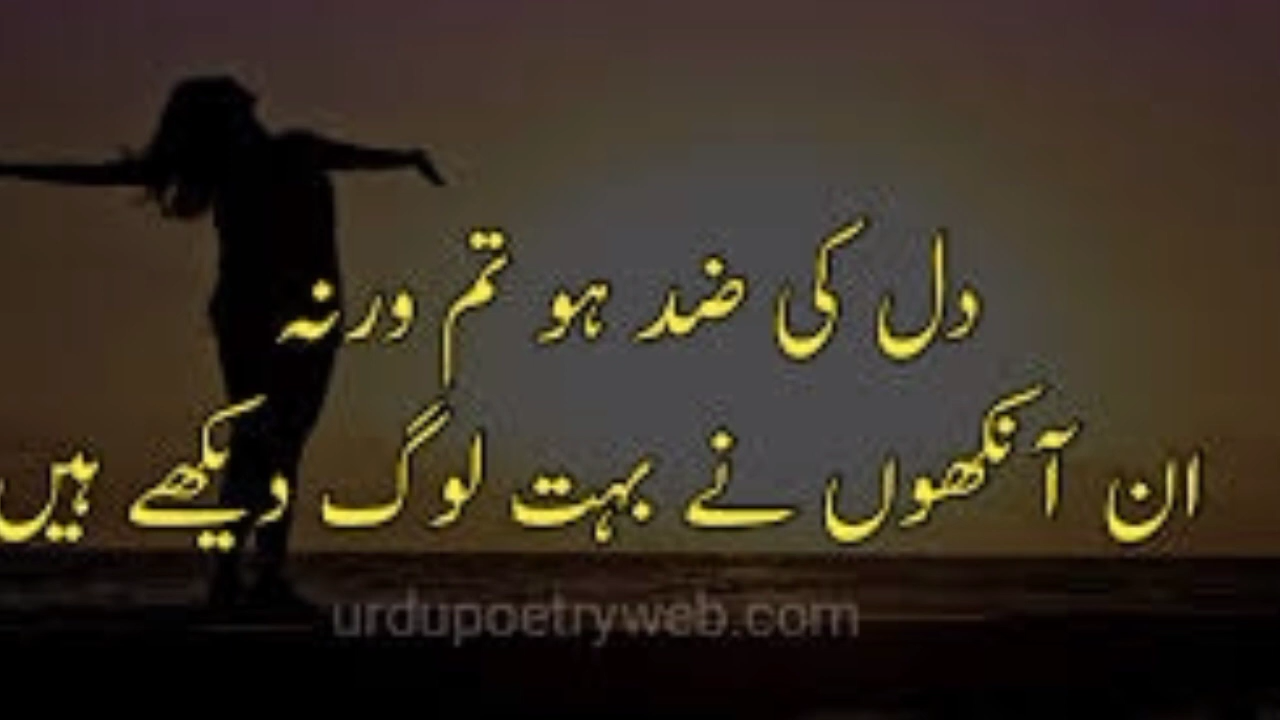 دل کی ضد ہو تم ورنہ
ان آنکھوں نے بہت لوگ دیکھے ہیں
urdupoetryweb.com